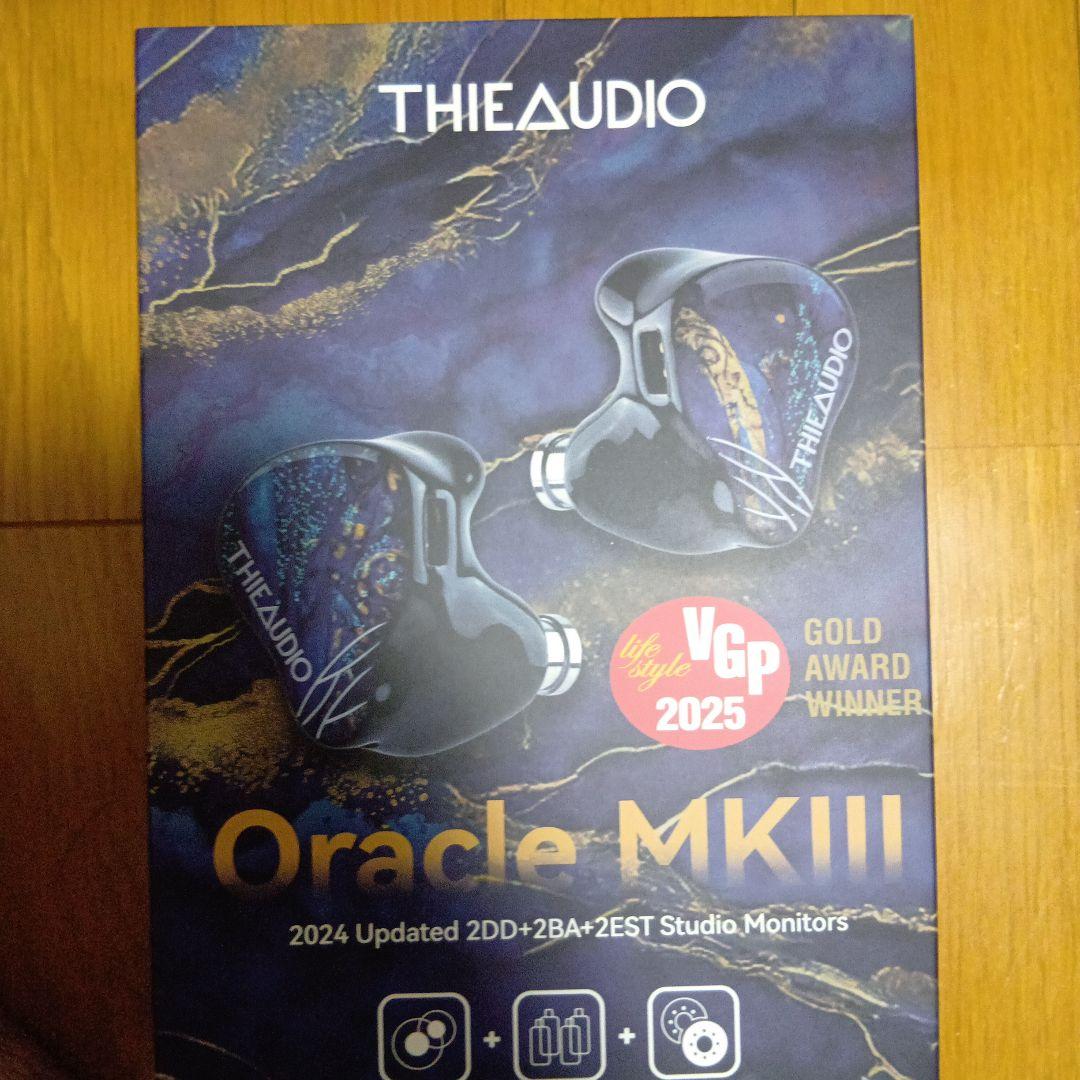 THIEAUDIO
THIEAUDIO
THIEAUDIO
life style VGP 2025
GOLD
AWARD
WINNER
Oracle MKIII
2024 Updated 2DD+2BA+2EST Studio Monitors
+ +